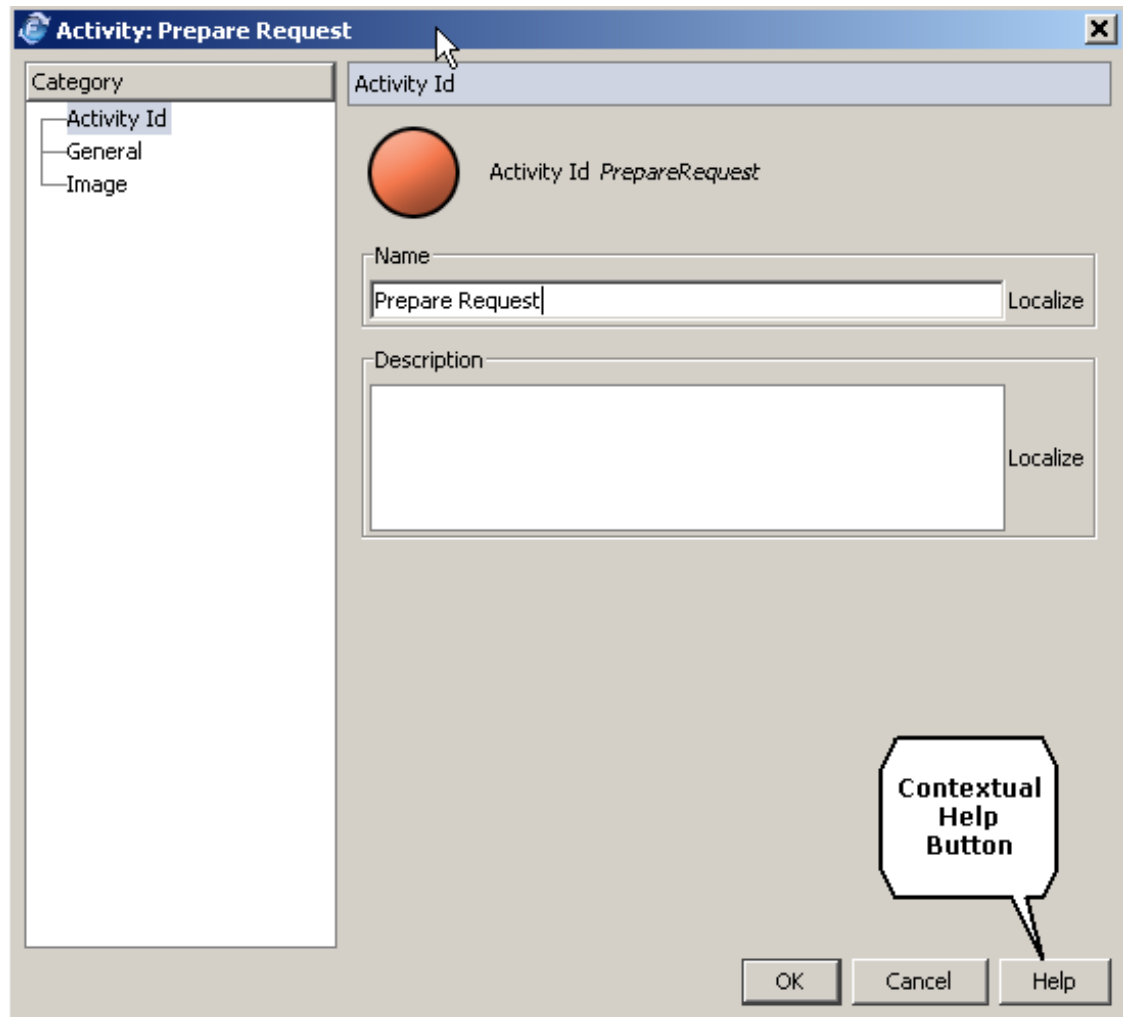 Activity: Prepare Request
Category
Activity Id
General
Image
Activity Id
Activity Id PrepareRequest
Name
Prepare Request
Localize
Description
Localize
Contextual
Help
Button
OK
Cancel
Help